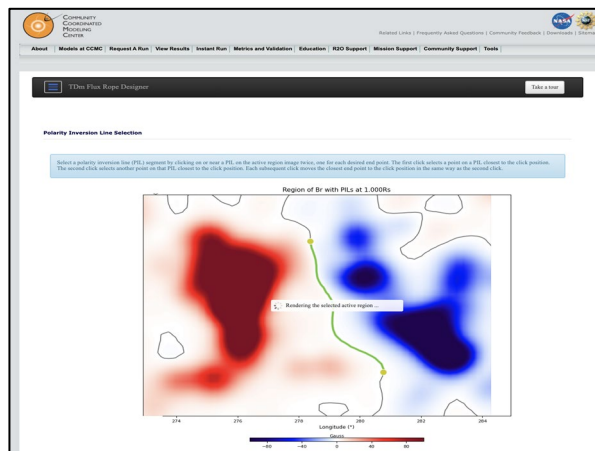 COMMUNITY
COORDINATED
MODELING
CENTER
NASA
Related Links | Frequently Asked Questions | Community Feedback | Downloads | Sitemap
About | Models at CCMC | Request A Run | View Results | Instant Run | Metrics and Validation | Education | R2O Support | Mission Support | Community Support | Tools
TDm Flux Rope Designer
Take a tour
Polarity Inversion Line Selection
Select a polarity inversion line (PIL) segment by clicking on or near a PIL on the active region image twice, one for each desired end point. The first click selects a point on a PIL closest to the click position.
The second click selects another point on that PIL closest to the click position. Each subsequent click moves the closest end point to the click position in the same way as the second click.
Region of Br with PILs at 1.000Rs
Rendering the selected active region ...
274 276 278 280 282 284
Longitude (°)
Gauss
−80 −40 0 40 80